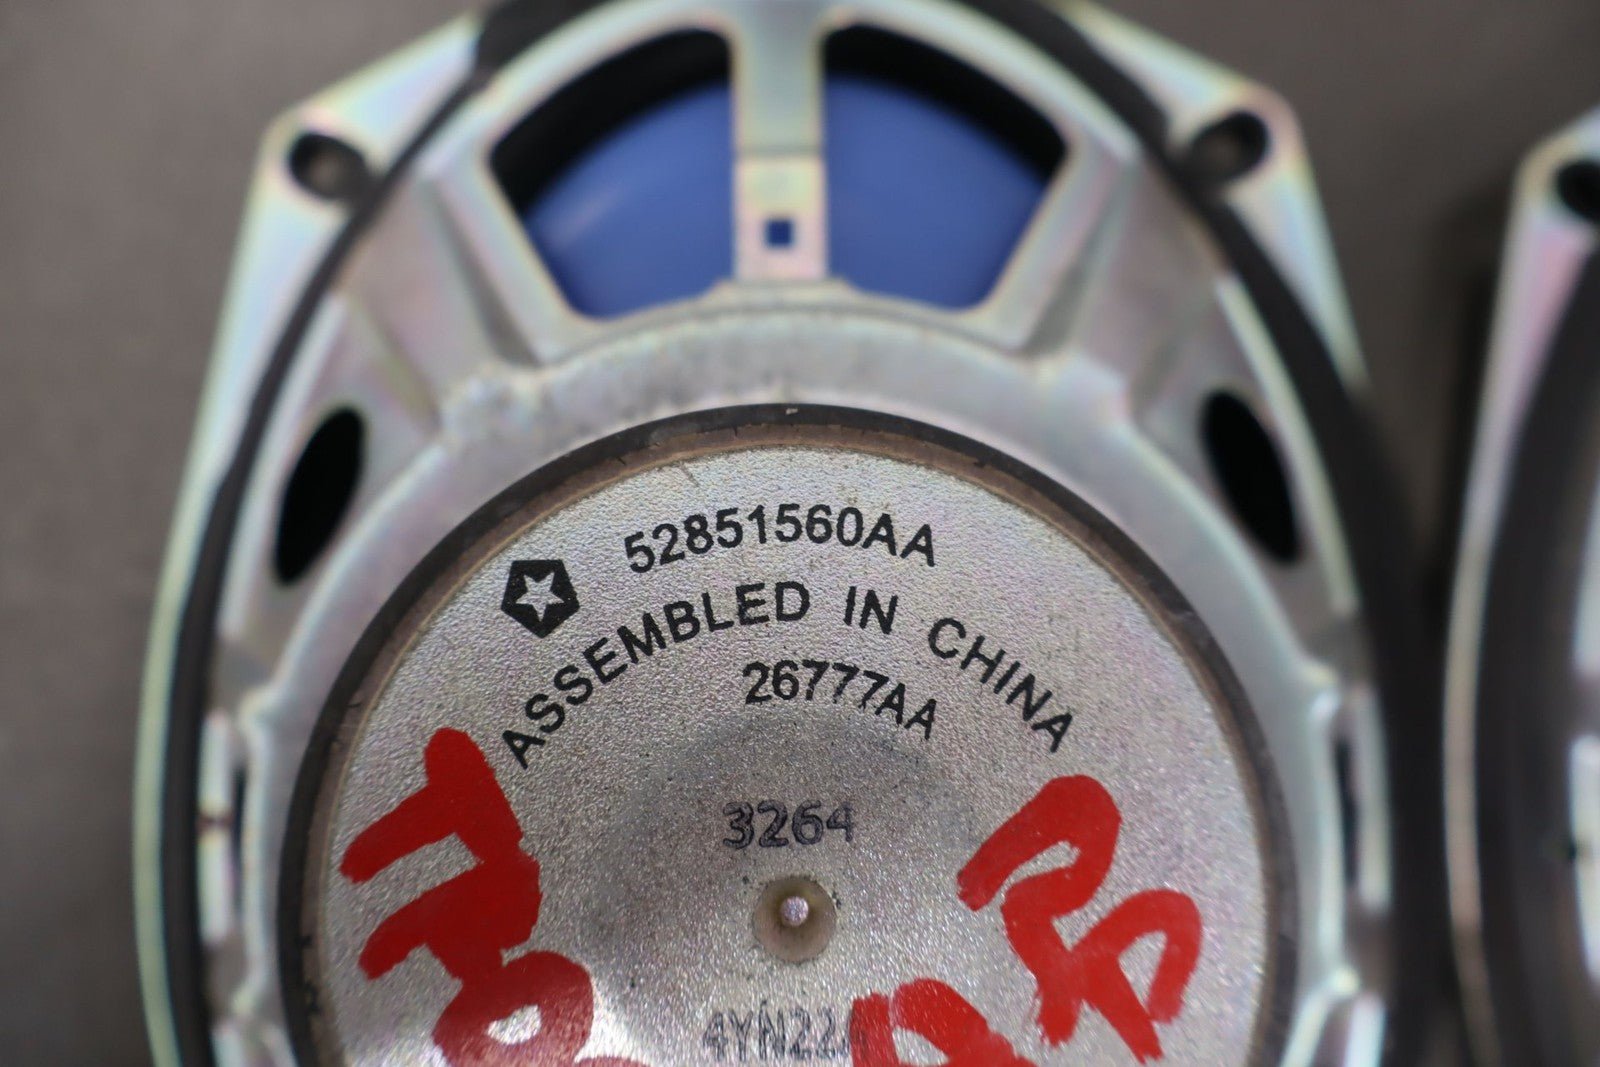 52851560AA
ASSEMBLED IN CHINA
26777AA
3264